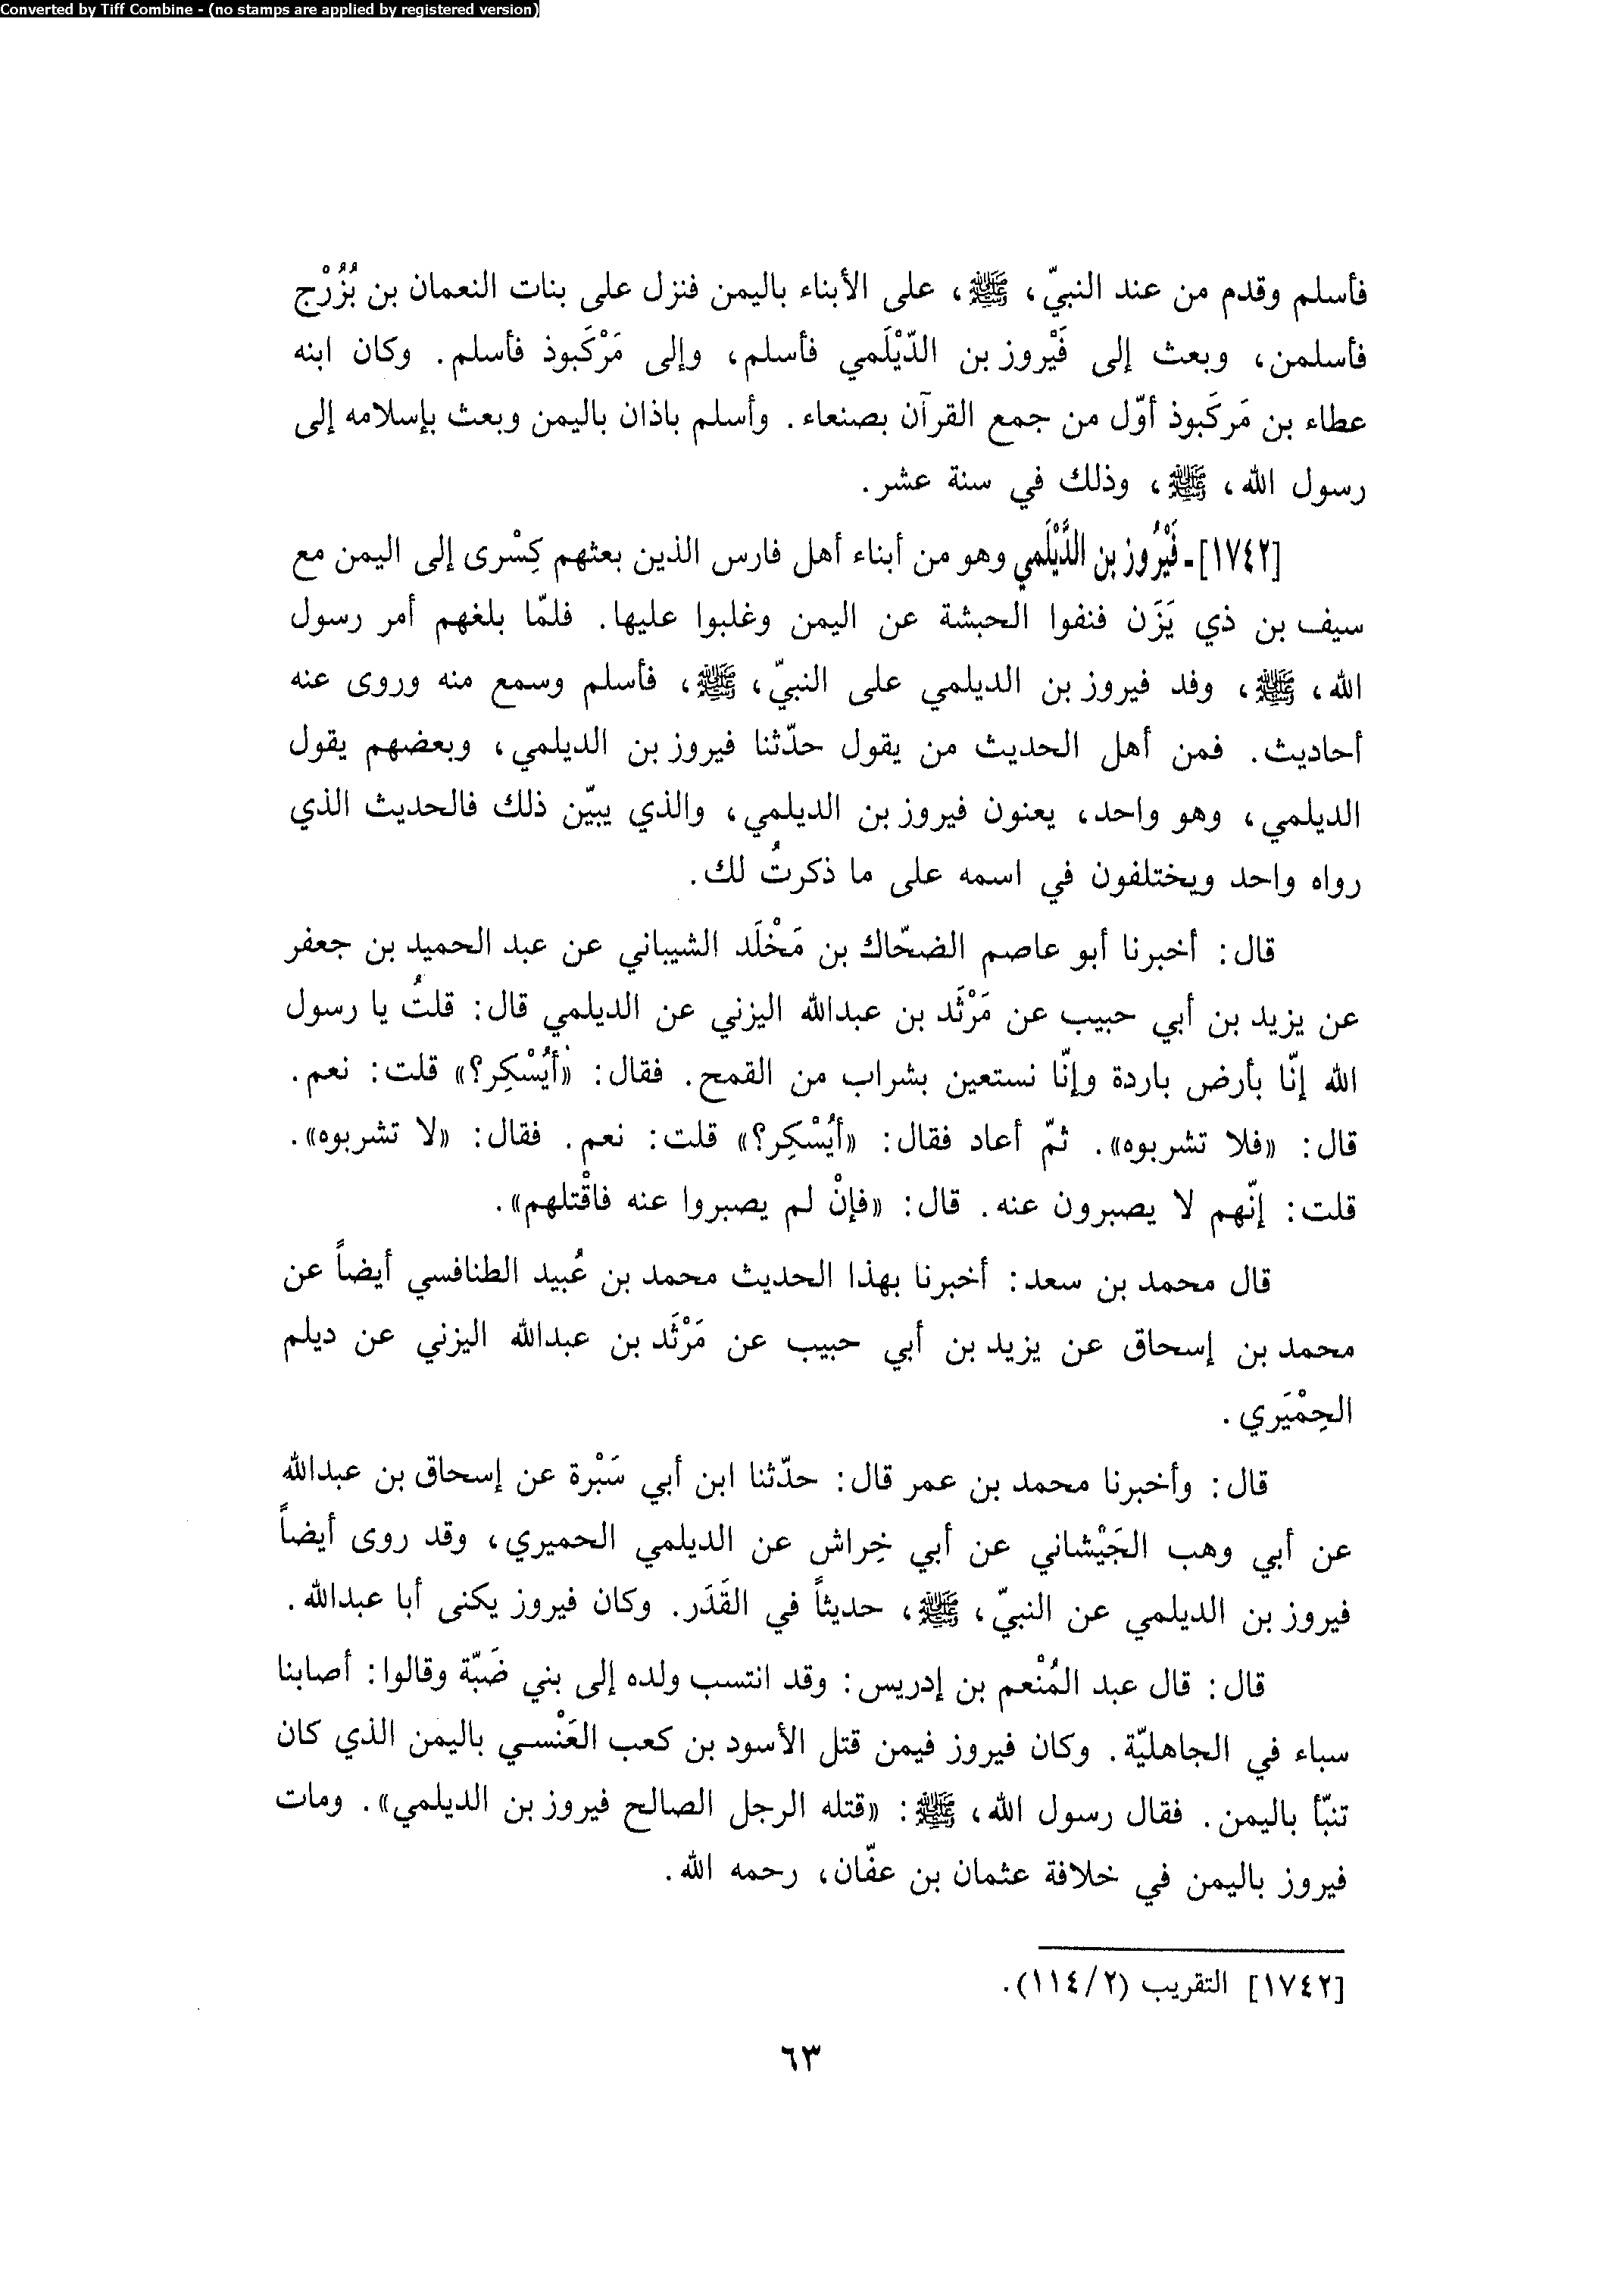 Converted by Tiff Combine - (no stamps are applied by registered version)
فأسلم وقدم من عند النبيّ، ﷺ، على الأبناء باليمن فنزل على بنات النعمان بن بُزُرْج
فأسلمن، وبعث إلى فَيْروز بن الدّيْلَمي فأسلم، وإلى مَرْكَبوذ فأسلم. وكان ابنه
عطاء بن مَركَبوذ أوّل من جمع القرآن بصنعاء. وأسلم باذان باليمن وبعث بإسلامه إلى
رسول الله، ﷺ، وذلك في سنة عشر.
[١٧٤٢]ـ فَيْرُوز بن الدَّيْلَمي وهو من أبناء أهل فارس الذين بعثهم كِسْرى إلى اليمن مع
سيف بن ذي يَزَن فنفوا الحبشة عن اليمن وغلبوا عليها. فلمّا بلغهم أمر رسول
الله، ﷺ، وفد فيروز بن الديلمي على النبيّ، ﷺ، فأسلم وسمع منه وروى عنه
أحاديث. فمن أهل الحديث من يقول حدّثنا فيروز بن الديلمي، وبعضهم يقول
الديلمي، وهو واحد، يعنون فيروز بن الديلمي، والذي يبيّن ذلك فالحديث الذي
رواه واحد ويختلفون في اسمه على ما ذكرتُ لك.
قال: أخبرنا أبو عاصم الضحّاك بن مَخْلَد الشيباني عن عبد الحميد بن جعفر
عن يزيد بن أبي حبيب عن مَرْثَد بن عبدالله اليزني عن الديلمي قال: قلتُ يا رسول
الله إنّا بأرض باردة وإنّا نستعين بشراب من القمح. فقال: «أيُسْكِر؟» قلت: نعم.
قال: «فلا تشربوه». ثمّ أعاد فقال: «أيُسْكِر؟» قلت: نعم. فقال: «لا تشربوه».
قلت: إنّهم لا يصبرون عنه. قال: «فإنْ لم يصبروا عنه فاقْتلهم».
قال محمد بن سعد: أخبرنا بهذا الحديث محمد بن عُبيد الطنافسي أيضاً عن
محمد بن إسحاق عن يزيد بن أبي حبيب عن مَرْثَد بن عبدالله اليزني عن ديلم
الحِمْيَري.
قال: وأخبرنا محمد بن عمر قال: حدّثنا ابن أبي سَبْرة عن إسحاق بن عبدالله
عن أبي وهب الجَيْشاني عن أبي خِراش عن الديلمي الحميري، وقد روى أيضاً
فيروز بن الديلمي عن النبيّ، ﷺ، حديثاً في القَدَر. وكان فيروز يكنى أبا عبدالله.
قال: قال عبد المُنْعم بن إدريس: وقد انتسب ولده إلى بني ضَبّة وقالوا: أصابنا
سباء في الجاهليّة. وكان فيروز فيمن قتل الأسود بن كعب العَنْسي باليمن الذي كان
تنبّأ باليمن. فقال رسول الله، ﷺ: «قتله الرجل الصالح فيروز بن الديلمي». ومات
فيروز باليمن في خلافة عثمان بن عفّان، رحمه الله.
[١٧٤٢] التقريب (١١٤/٢).
٦٣